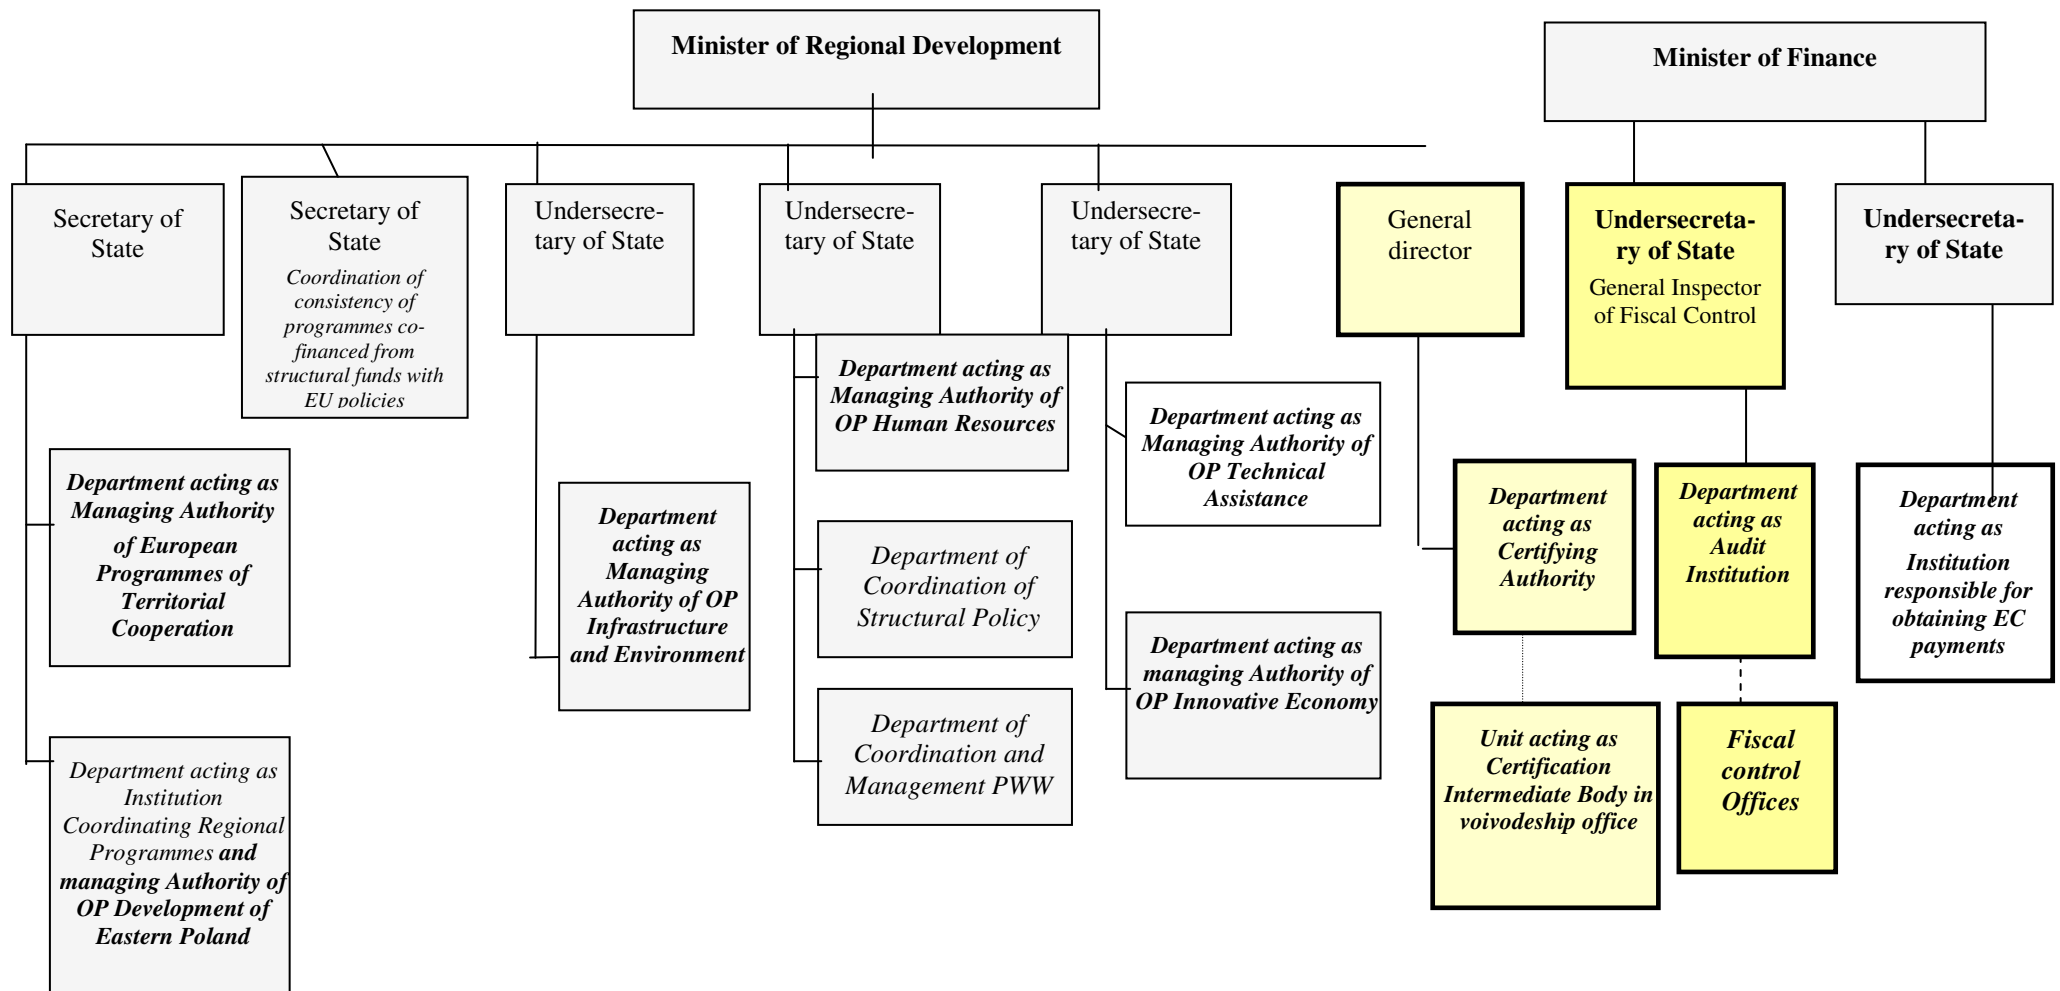 Minister of Regional Development
Minister of Finance
Secretary of
State
Secretary of
State
Coordination of
consistency of
programmes co-
financed from
structural funds with
EU policies
Undersecre-
tary of State
Undersecre-
tary of State
Undersecre-
tary of State
General
director
Undersecreta-
ry of State
General Inspector
of Fiscal Control
Undersecreta-
ry of State
Department acting as
Managing Authority
of European
Programmes of
Territorial
Cooperation
Department acting as
Institution
Coordinating Regional
Programmes and
managing Authority of
OP Development of
Eastern Poland
Department
acting as
Managing
Authority of OP
Infrastructure
and Environment
Department acting as
Managing Authority of
OP Human Resources
Department of
Coordination of
Structural Policy
Department of
Coordination and
Management PWW
Department acting as
Managing Authority of
OP Technical
Assistance
Department acting as
managing Authority of
OP Innovative Economy
Department
acting as
Certifying
Authority
Unit acting as
Certification
Intermediate Body in
voivodeship office
Department
acting as
Audit
Institution
Fiscal
control
Offices
Department
acting as
Institution
responsible for
obtaining EC
payments